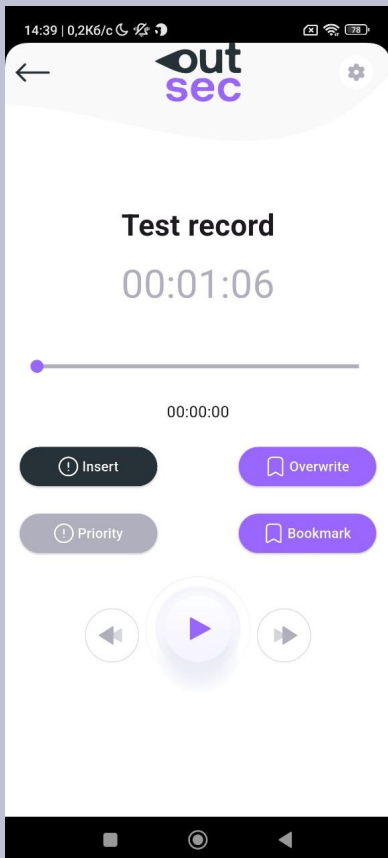 14:39 | 0,2Кб/с
78
out
sec
Test record
00:01:06
00:00:00
Insert
Overwrite
Priority
Bookmark